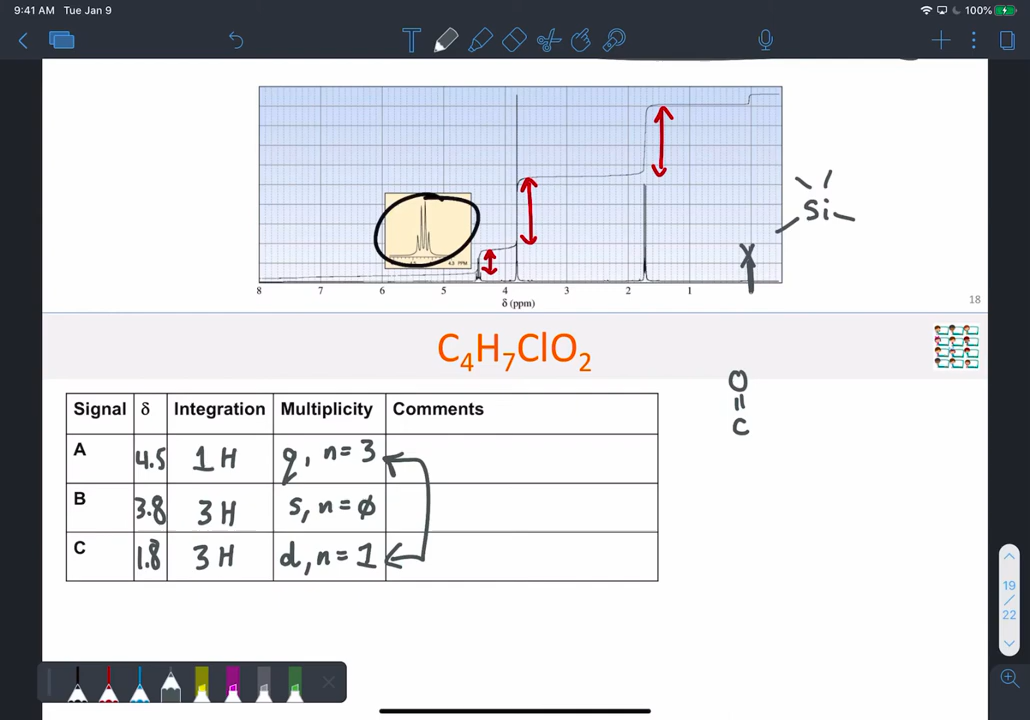 9:41 AM Tue Jan 9
100%
Si
8 7 6 5 4 3 2 1
δ (ppm)
18
C₄H₇ClO₂
O
C
Signal δ Integration Multiplicity Comments
A 4.5 1 H q, n = 3
B 3.8 3 H s, n = ϕ
C 1.8 3 H d, n = 1
19
/
22